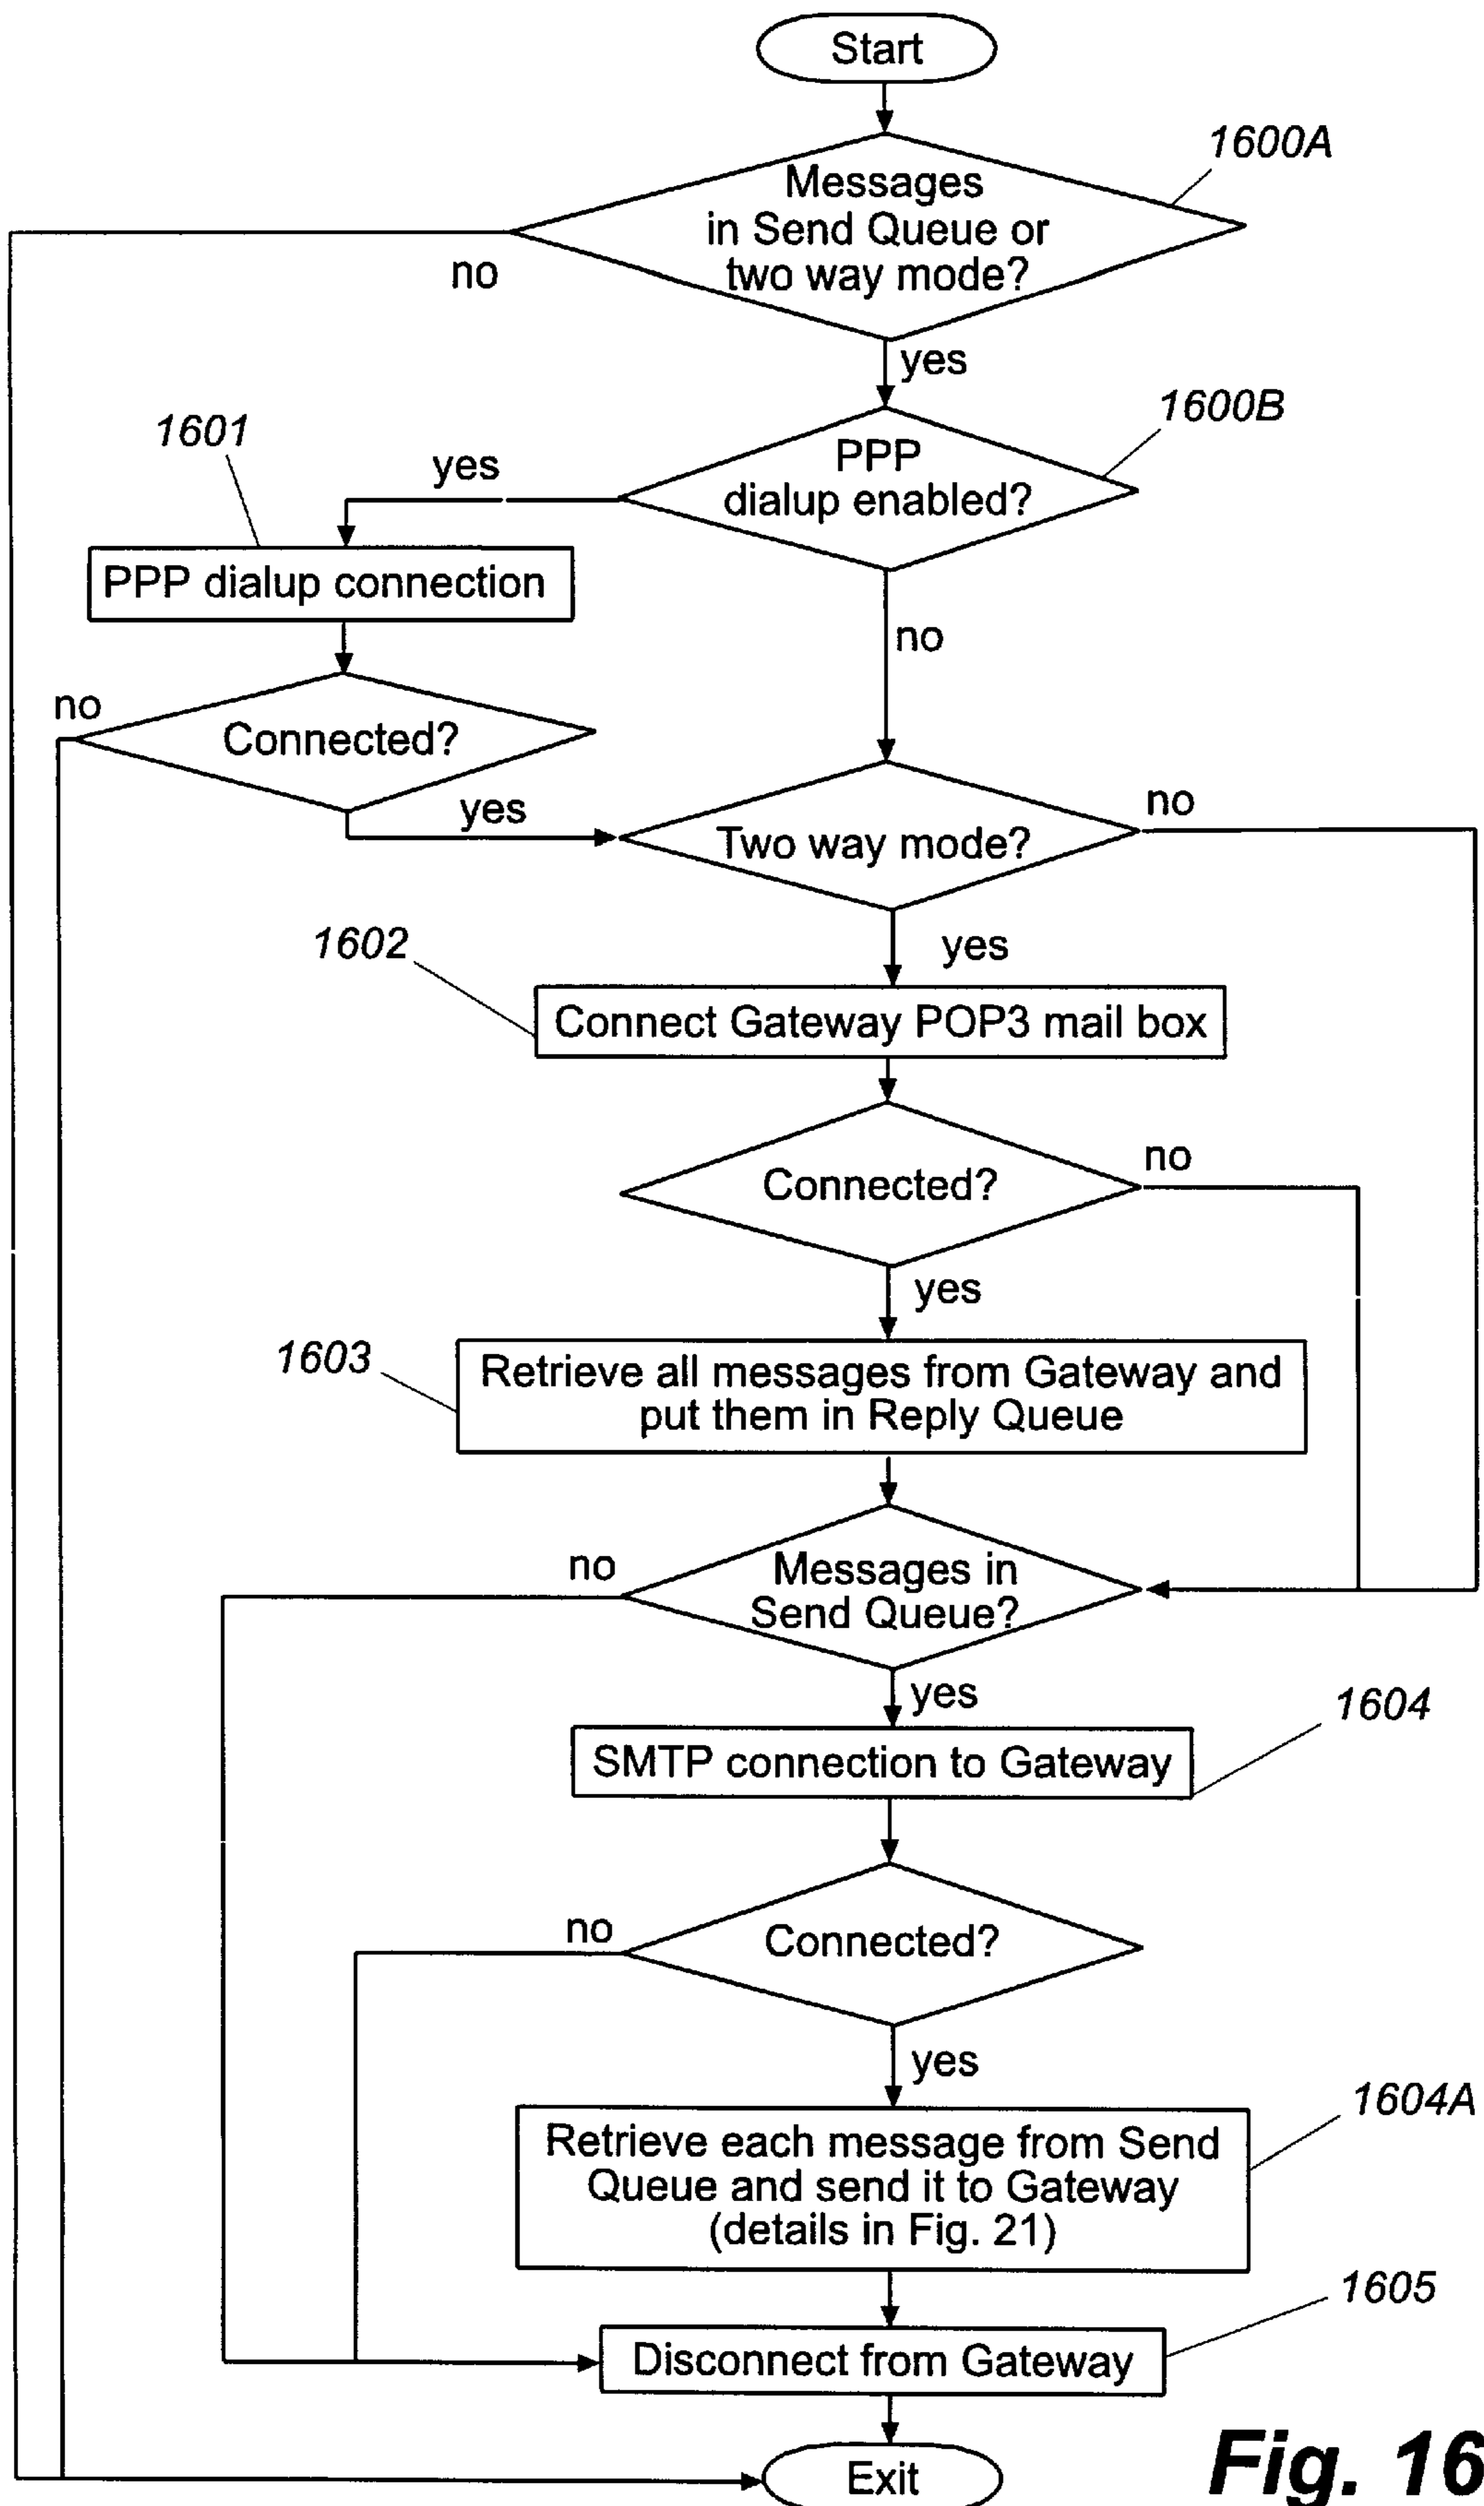 Start
1600A
Messages
in Send Queue or
two way mode?
no
yes
1600B
1601
yes
PPP
dialup enabled?
PPP dialup connection
no
no
Connected?
yes
no
Two way mode?
1602
yes
Connect Gateway POP3 mail box
Connected?
no
yes
1603
Retrieve all messages from Gateway and
put them in Reply Queue
no
Messages in
Send Queue?
yes
1604
SMTP connection to Gateway
no
Connected?
yes
1604A
Retrieve each message from Send
Queue and send it to Gateway
(details in Fig. 21)
1605
Disconnect from Gateway
Exit
Fig. 16